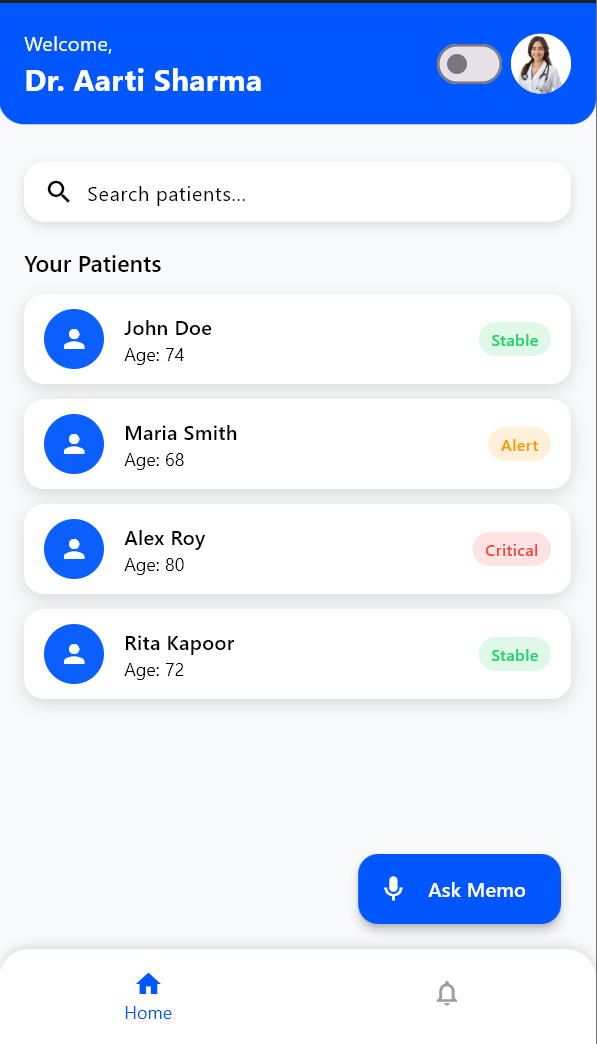 Welcome,
Dr. Aarti Sharma
Search patients...
Your Patients
John Doe
Age: 74
Stable
Maria Smith
Age: 68
Alert
Alex Roy
Age: 80
Critical
Rita Kapoor
Age: 72
Stable
Ask Memo
Home